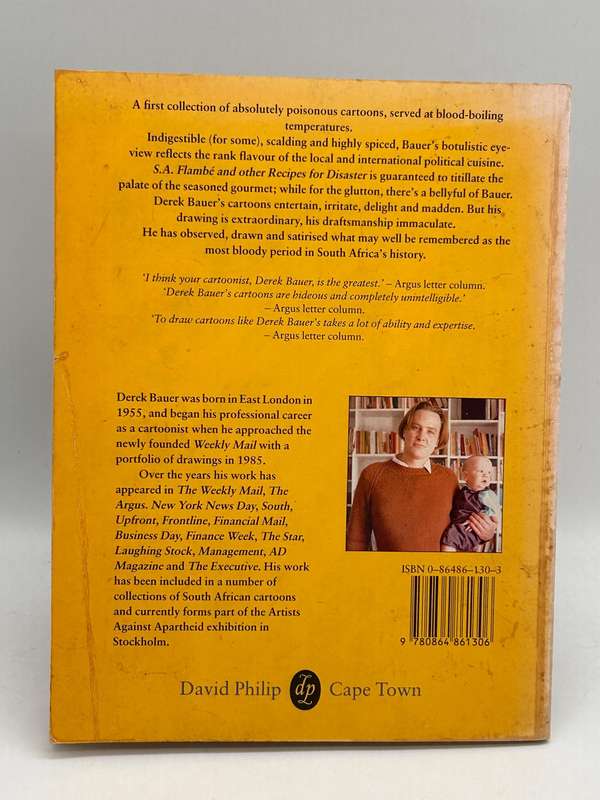 A first collection of absolutely poisonous cartoons, served at blood-boiling
temperatures.
Indigestible (for some), scalding and highly spiced, Bauer's botulistic eye-
view reflects the rank flavour of the local and international political cuisine.
S.A. Flambé and other Recipes for Disaster is guaranteed to titillate the
palate of the seasoned gourmet; while for the glutton, there's a bellyful of Bauer.
Derek Bauer's cartoons entertain, irritate, delight and madden. But his
drawing is extraordinary, his draftsmanship immaculate.
He has observed, drawn and satirised what may well be remembered as the
most bloody period in South Africa's history.
'I think your cartoonist, Derek Bauer, is the greatest.' – Argus letter column.
'Derek Bauer's cartoons are hideous and completely unintelligible.'
– Argus letter column.
'To draw cartoons like Derek Bauer's takes a lot of ability and expertise.
– Argus letter column.
Derek Bauer was born in East London in
1955, and began his professional career
as a cartoonist when he approached the
newly founded Weekly Mail with a
portfolio of drawings in 1985.
Over the years his work has
appeared in The Weekly Mail, The
Argus. New York News Day, South,
Upfront, Frontline, Financial Mail,
Business Day, Finance Week, The Star,
Laughing Stock, Management, AD
Magazine and The Executive. His work
has been included in a number of
collections of South African cartoons
and currently forms part of the Artists
Against Apartheid exhibition in
Stockholm.
ISBN 0–86486–130–3
9 780864 861306
David Philip dp Cape Town